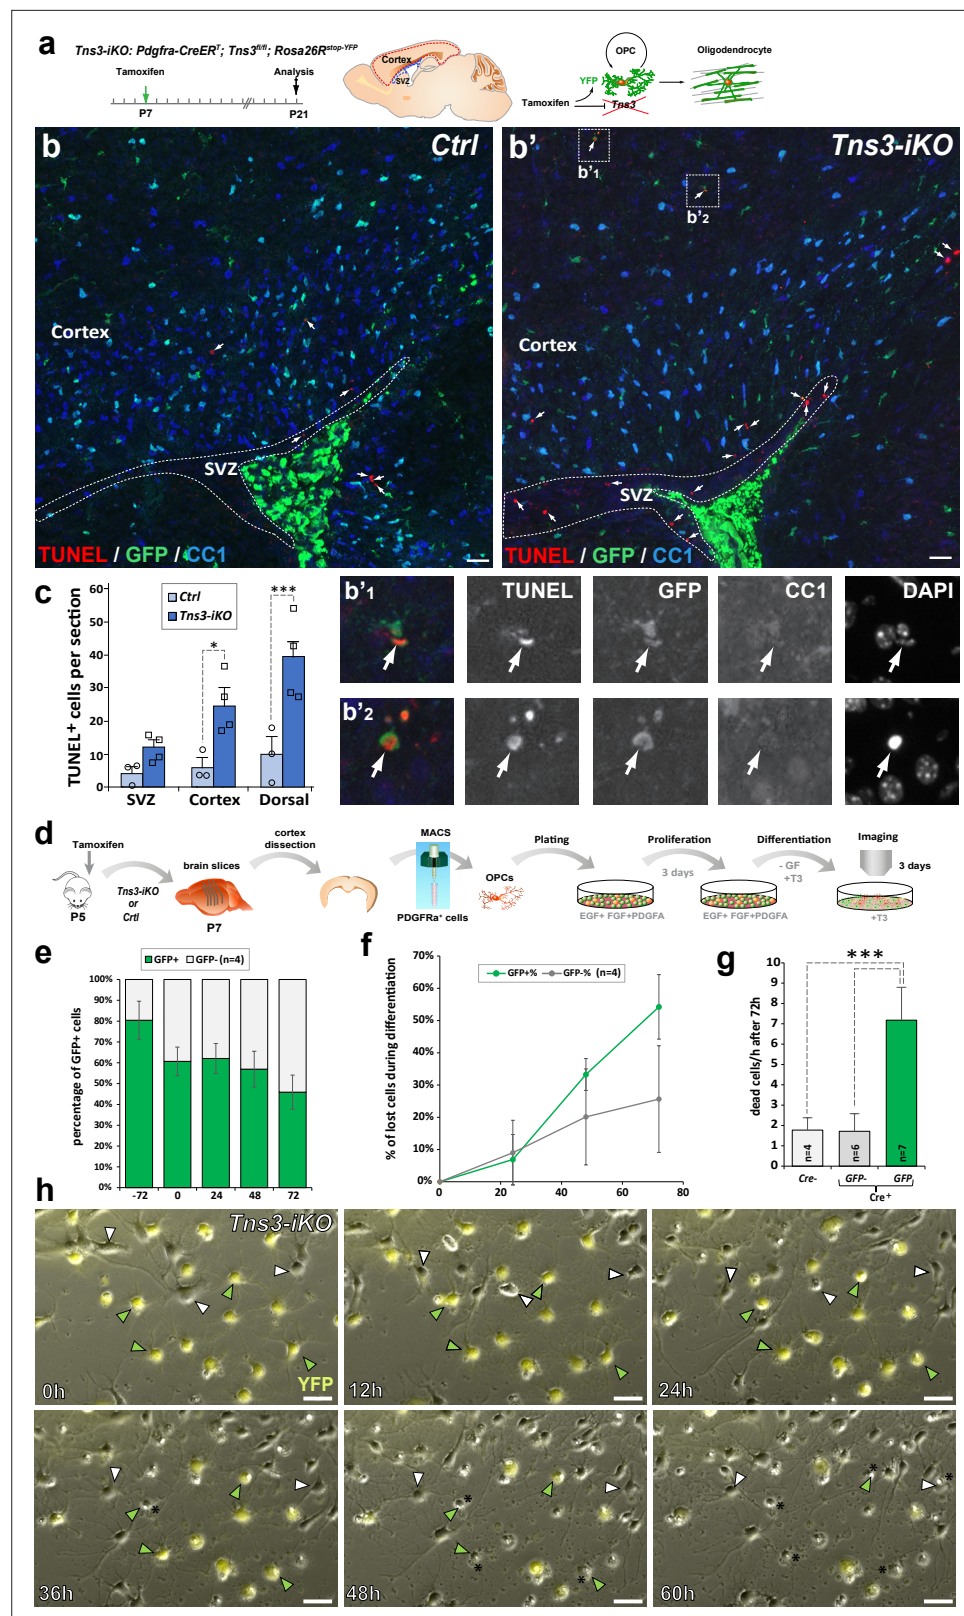 a
Tns3-iKO: Pdgfra-CreERT; Tns3fl/fl; Rosa26Rstop-YFP
Tamoxifen
Analysis
P7
P21
Cortex
SVZ
OPC
YFP
Tamoxifen
Tns3
Oligodendrocyte
b
Ctrl
Cortex
SVZ
TUNEL / GFP / CC1
b'
Tns3-iKO
b'1
b'2
Cortex
SVZ
TUNEL / GFP / CC1
c
TUNEL+ cells per section
60
50
40
30
20
10
0
Ctrl
Tns3-iKO
*
***
SVZ
Cortex
Dorsal
b'1
TUNEL
GFP
CC1
DAPI
b'2
d
Tamoxifen
P5
Tns3-iKO
or
Crtl
brain slices
P7
cortex
dissection
MACS
PDGFRa+ cells
OPCs
Plating
EGF+ FGF+PDGFA
Proliferation
3 days
EGF+ FGF+PDGFA
Differentiation
- GF
+T3
Imaging
3 days
+T3
e
GFP+
GFP- (n=4)
percentage of GFP+ cells
100%
90%
80%
70%
60%
50%
40%
30%
20%
10%
0%
-72
0
24
48
72
f
% of lost cells during differentiation
GFP+%
GFP-% (n=4)
70%
60%
50%
40%
30%
20%
10%
0%
0
20
40
60
80
g
dead cells/h after 72h
10
9
8
7
6
5
4
3
2
1
0
***
n=4
n=6
n=7
Cre-
GFP-
Cre+
h
Tns3-iKO
0h
YFP
12h
24h
36h
*
48h
*
*
*
60h
*
*
*
*
*